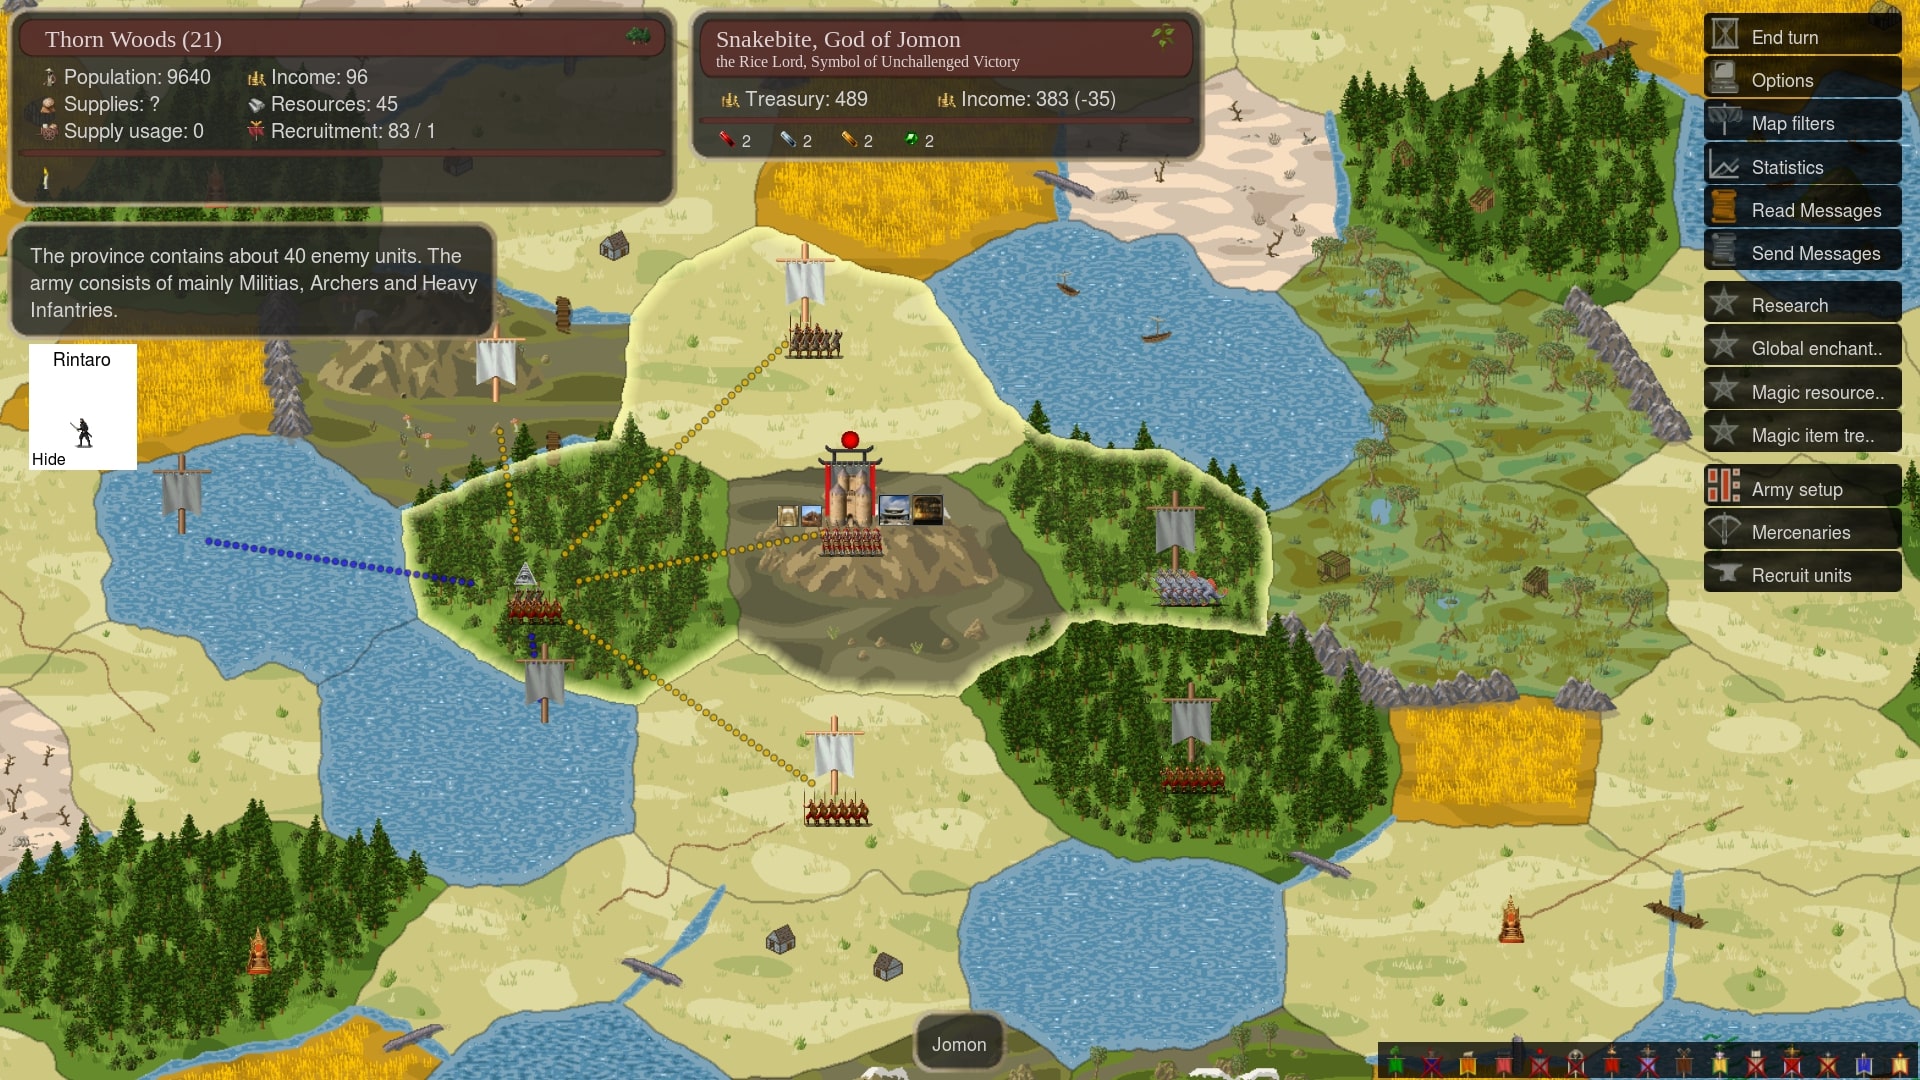 Thorn Woods (21)
Population: 9640
Income: 96
Supplies: ?
Resources: 45
Supply usage: 0
Recruitment: 83 / 1
The province contains about 40 enemy units. The
army consists of mainly Militias, Archers and Heavy
Infantries.
Rintaro
Hide
Snakebite, God of Jomon
the Rice Lord, Symbol of Unchallenged Victory
Treasury: 489
Income: 383 (-35)
2
2
2
2
End turn
Options
Map filters
Statistics
Read Messages
Send Messages
Research
Global enchant..
Magic resource..
Magic item tre..
Army setup
Mercenaries
Recruit units
Jomon